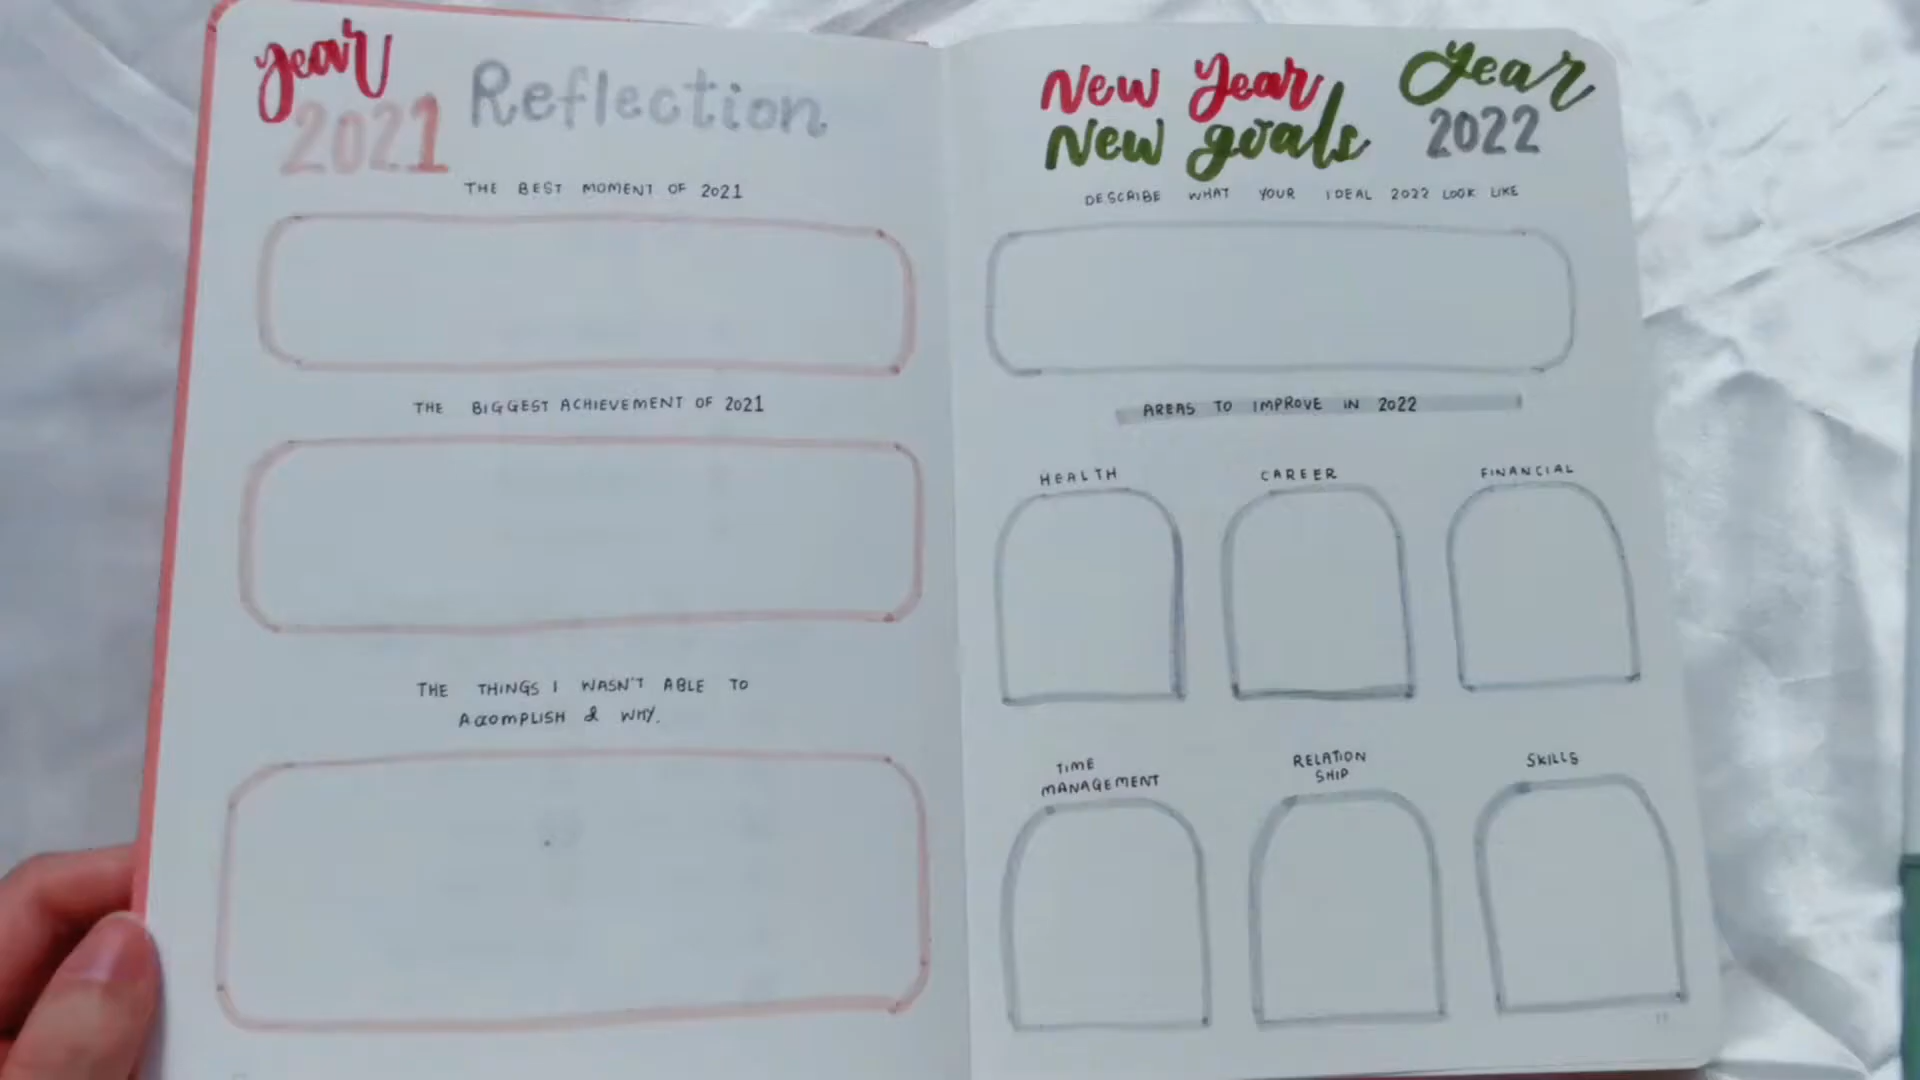 year
2021 Reflection
THE BEST MOMENT OF 2021
THE BIGGEST ACHIEVEMENT OF 2021
THE THINGS I WASN'T ABLE TO
ACCOMPLISH & WHY.
New Year
New goals
Year
2022
DESCRIBE WHAT YOUR IDEAL 2022 LOOK LIKE
AREAS TO IMPROVE IN 2022
HEALTH
CAREER
FINANCIAL
TIME
MANAGEMENT
RELATION
SHIP
SKILLS